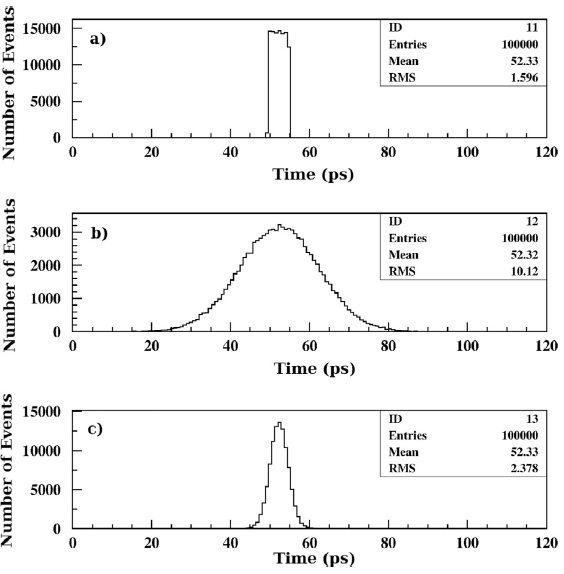 Number of Events
15000
10000
5000
0
a)
ID 11
Entries 100000
Mean 52.33
RMS 1.596
0 20 40 60 80 100 120
Time (ps)
Number of Events
3000
2000
1000
0
b)
ID 12
Entries 100000
Mean 52.32
RMS 10.12
0 20 40 60 80 100 120
Time (ps)
Number of Events
15000
10000
5000
0
c)
ID 13
Entries 100000
Mean 52.33
RMS 2.378
0 20 40 60 80 100 120
Time (ps)